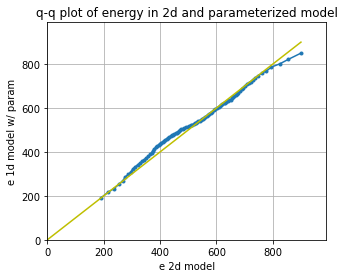 q-q plot of energy in 2d and parameterized model
e 1d model w/ param
800
600
400
200
0
0 200 400 600 800
e 2d model